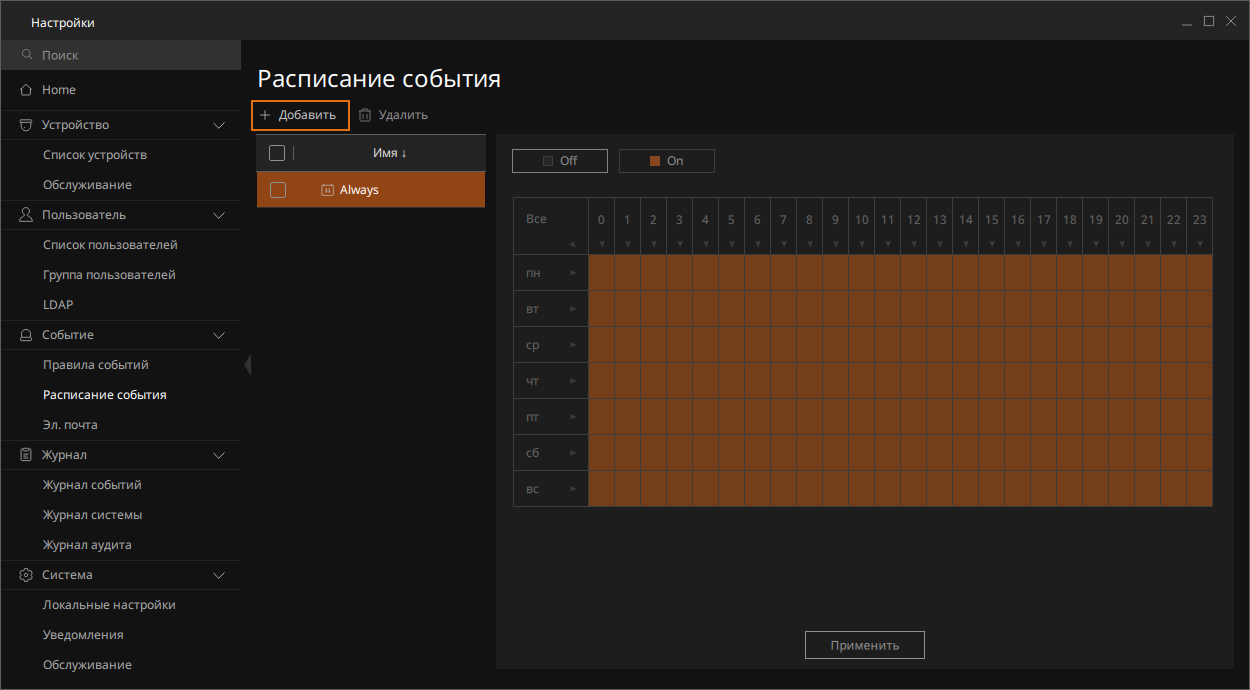 Настройки
Поиск
Home
Устройство
Список устройств
Обслуживание
Пользователь
Список пользователей
Группа пользователей
LDAP
Событие
Правила событий
Расписание события
Эл. почта
Журнал
Журнал событий
Журнал системы
Журнал аудита
Система
Локальные настройки
Уведомления
Обслуживание
Расписание события
+ Добавить Удалить
Имя ↓
31 Always
Off On
Все 0 1 2 3 4 5 6 7 8 9 10 11 12 13 14 15 16 17 18 19 20 21 22 23
пн
вт
ср
чт
пт
сб
вс
Применить